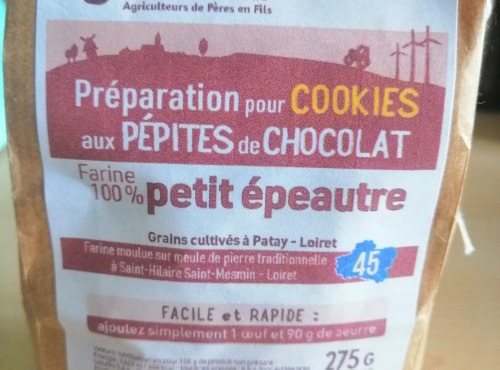 Agriculteurs de Pères en Fils
Préparation pour COOKIES
aux PÉPITES de CHOCOLAT
Farine
100% petit épeautre
Grains cultivés à Patay - Loiret
Farine moulue sur meule de pierre traditionnelle
à Saint-Hilaire Saint-Mesmin - Loiret
45
FACILE et RAPIDE :
ajoutez simplement 1 œuf et 90 g de beurre
275 G